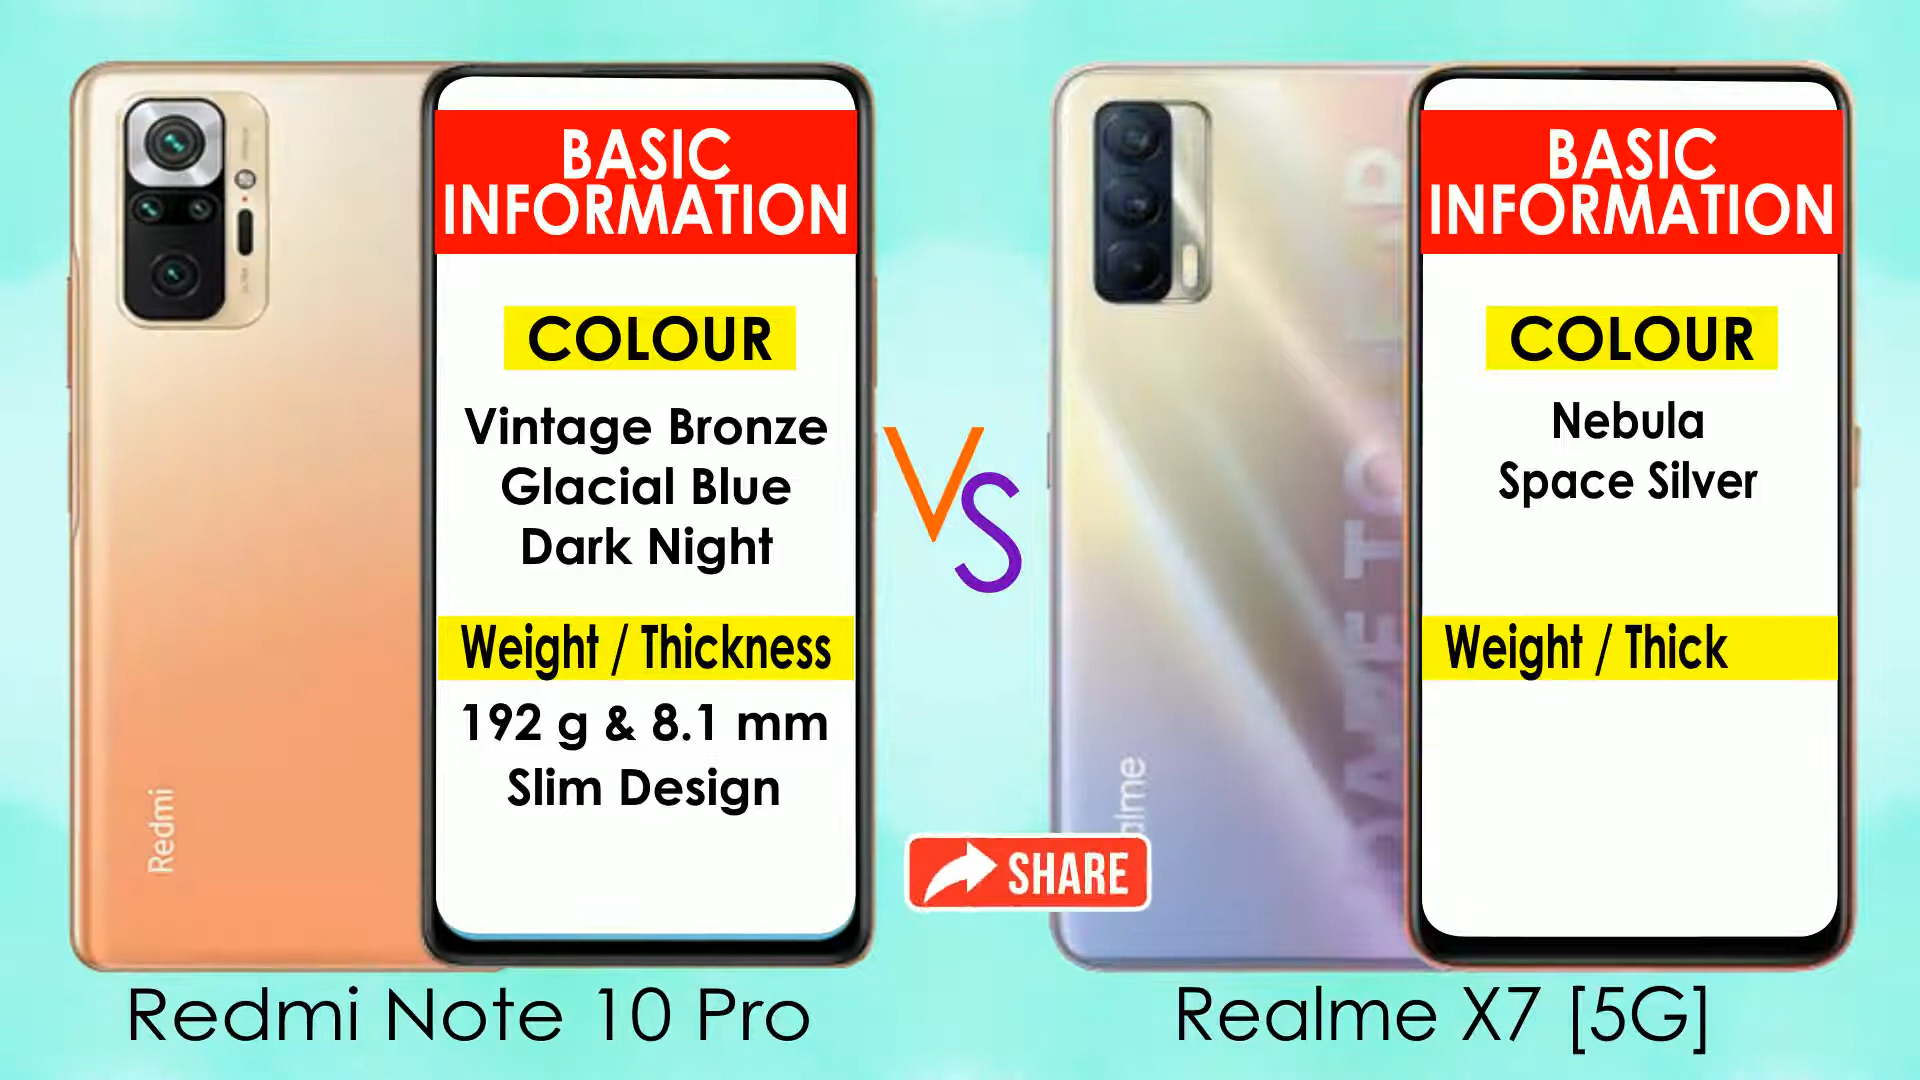 BASIC
INFORMATION
COLOUR
Vintage Bronze
Glacial Blue
Dark Night
Weight / Thickness
192 g & 8.1 mm
Slim Design
Redmi
Redmi Note 10 Pro
VS
SHARE
BASIC
INFORMATION
COLOUR
Nebula
Space Silver
Weight / Thick
alme
Realme X7 [5G]